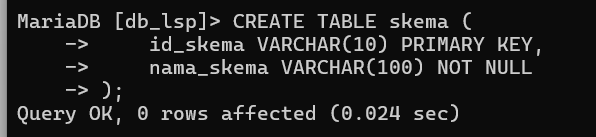 MariaDB [db_lsp]> CREATE TABLE skema (
    ->     id_skema VARCHAR(10) PRIMARY KEY,
    ->     nama_skema VARCHAR(100) NOT NULL
    -> );
Query OK, 0 rows affected (0.024 sec)